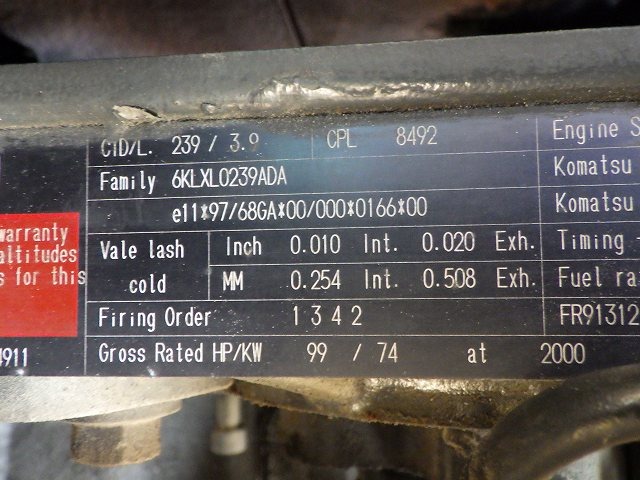 CID/L. 239 / 3.9 CPL 8492 Engine S
Family 6KLXL0239ADA Komatsu
e11*97/68GA*00/000*0166*00 Komatsu
warranty
altitudes
s for this
Vale lash Inch 0.010 Int. 0.020 Exh. Timing -
cold MM 0.254 Int. 0.508 Exh. Fuel ra
Firing Order 1 3 4 2 FR91312
4911 Gross Rated HP/KW 99 / 74 at 2000